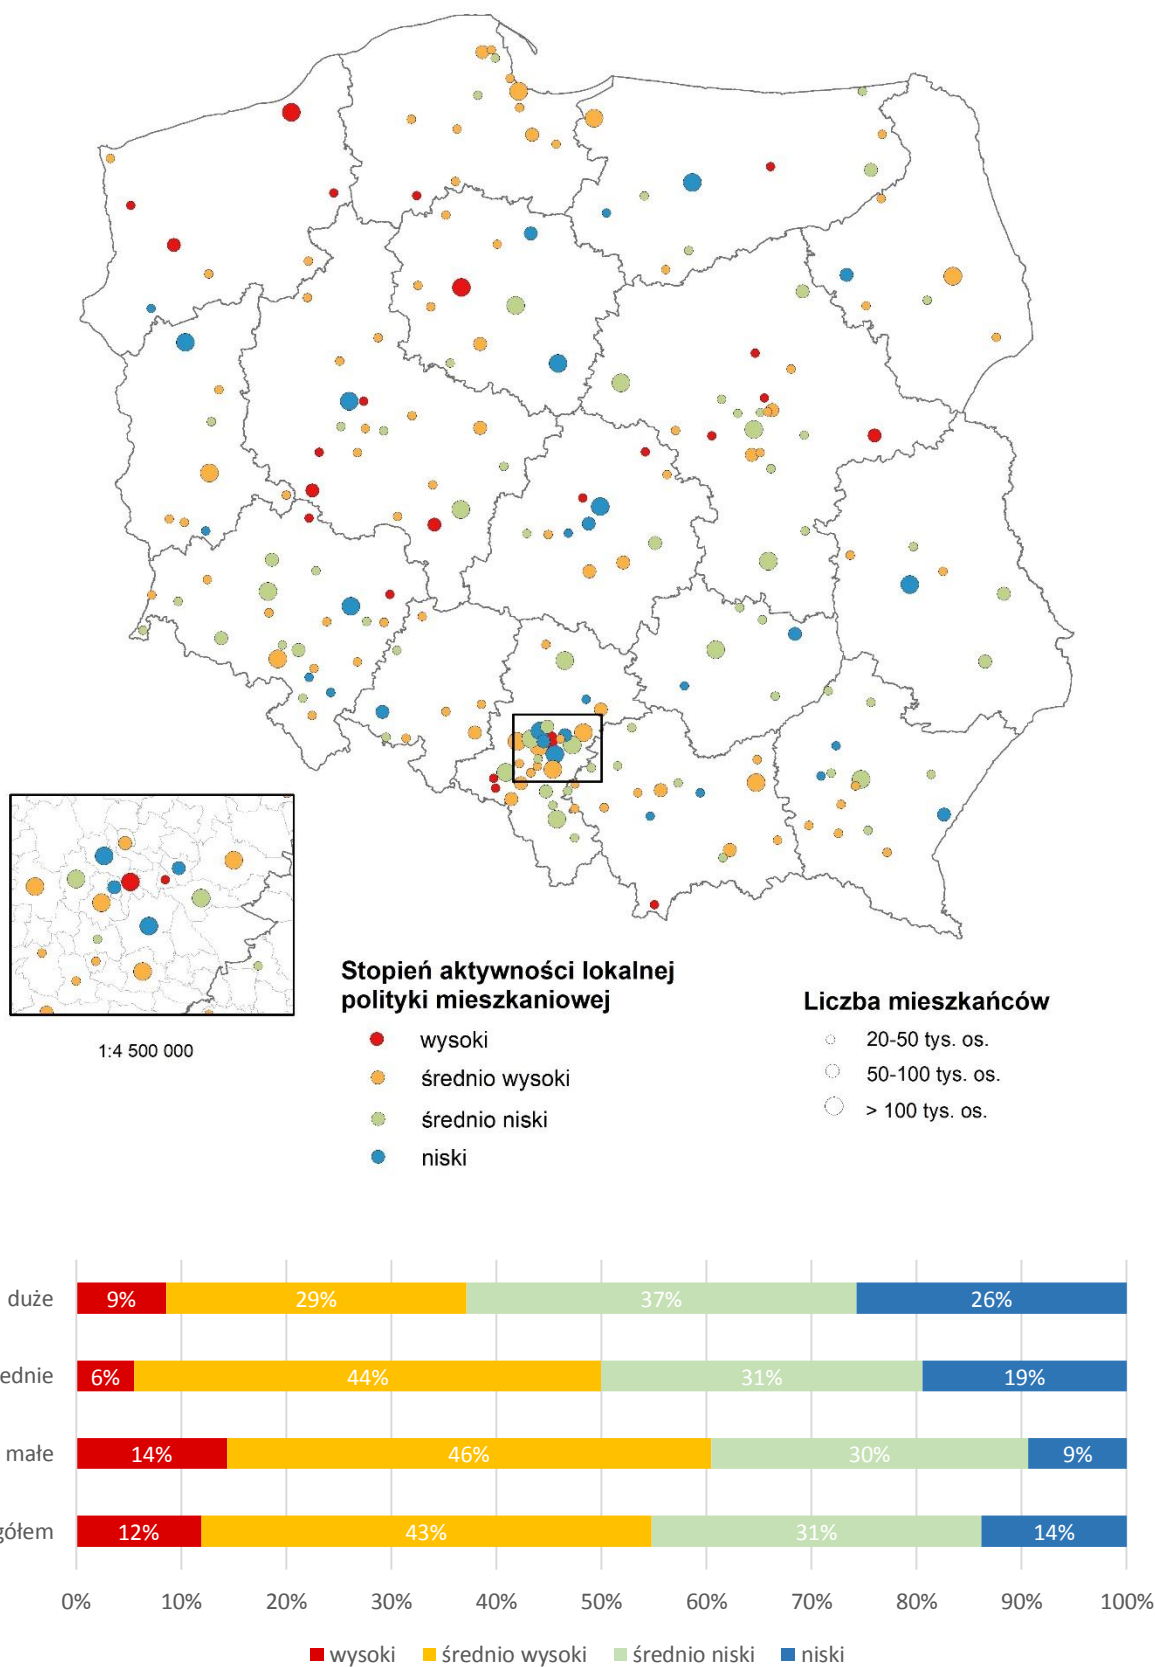 Stopień aktywności lokalnej
polityki mieszkaniowej
wysoki
średnio wysoki
średnio niski
niski
Liczba mieszkańców
20-50 tys. os.
50-100 tys. os.
> 100 tys. os.
1:4 500 000
duże 9% 29% 37% 26%
ednie 6% 44% 31% 19%
małe 14% 46% 30% 9%
gółem 12% 43% 31% 14%
0% 10% 20% 30% 40% 50% 60% 70% 80% 90% 100%
wysoki średnio wysoki średnio niski niski